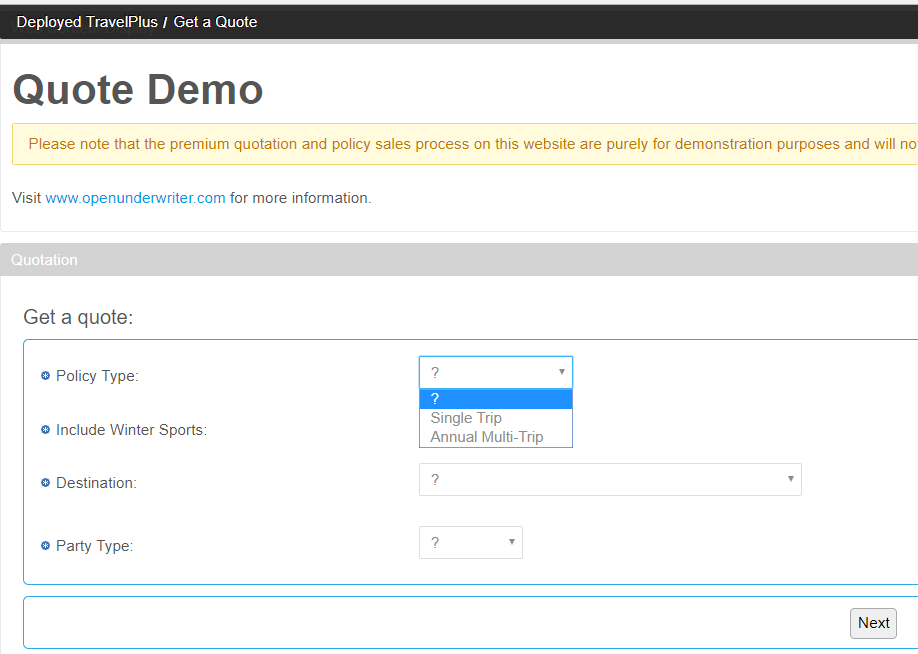 Deployed TravelPlus / Get a Quote
Quote Demo
Please note that the premium quotation and policy sales process on this website are purely for demonstration purposes and will
Visit www.openunderwriter.com for more information.
Quotation
Get a quote:
Policy Type:
?
?
Single Trip
Annual Multi-Trip
Include Winter Sports:
Destination:
?
Party Type:
?
Next